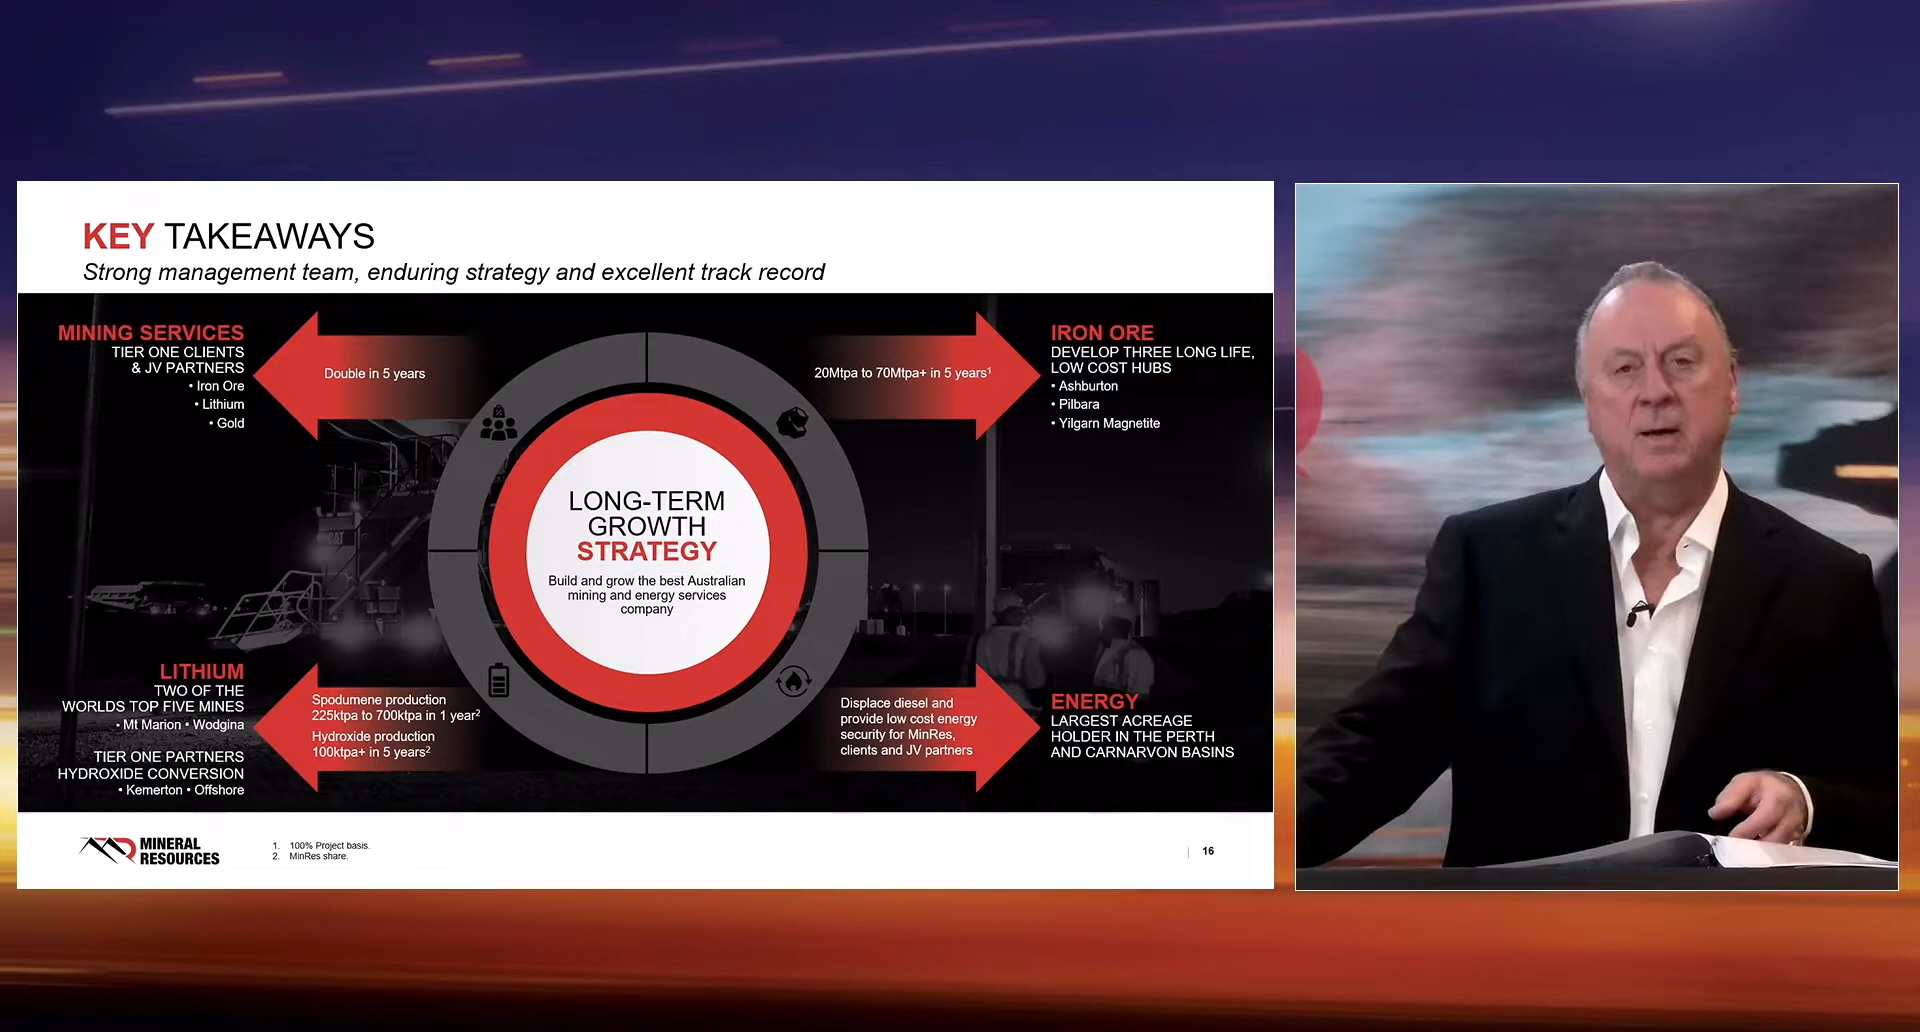 KEY TAKEAWAYS
Strong management team, enduring strategy and excellent track record
MINING SERVICES
TIER ONE CLIENTS
& JV PARTNERS
• Iron Ore
• Lithium
• Gold
Double in 5 years
20Mtpa to 70Mtpa+ in 5 years¹
IRON ORE
DEVELOP THREE LONG LIFE,
LOW COST HUBS
• Ashburton
• Pilbara
• Yilgarn Magnetite
%
CAT
LONG-TERM
GROWTH
STRATEGY
Build and grow the best Australian
mining and energy services
company
LITHIUM
TWO OF THE
WORLDS TOP FIVE MINES
• Mt Marion • Wodgina
TIER ONE PARTNERS
HYDROXIDE CONVERSION
• Kemerton • Offshore
Spodumene production
225ktpa to 700ktpa in 1 year²
Hydroxide production
100ktpa+ in 5 years²
Displace diesel and
provide low cost energy
security for MinRes,
clients and JV partners
ENERGY
LARGEST ACREAGE
HOLDER IN THE PERTH
AND CARNARVON BASINS
MINERAL
RESOURCES
1. 100% Project basis.
2. MinRes share.
16